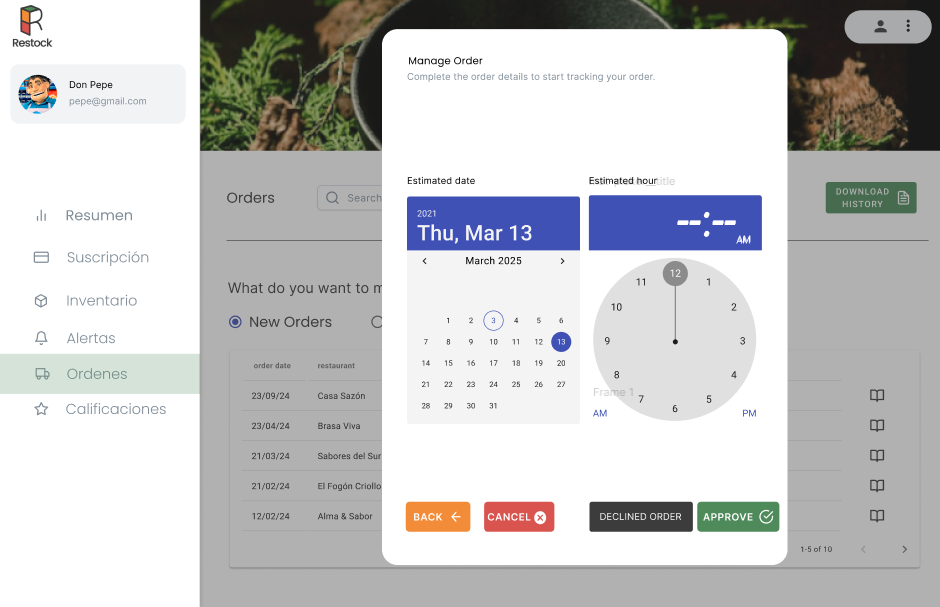 Restock
Don Pepe
pepe@gmail.com
Resumen
Suscripción
Inventario
Alertas
Ordenes
Calificaciones
Orders
Search
DOWNLOAD
HISTORY
What do you want to m
New Orders
order date
restaurant
23/09/24
Casa Sazón
23/04/24
Brasa Viva
21/03/24
Sabores del Sur
21/02/24
El Fogón Criollo
12/02/24
Alma & Sabor
1-5 of 10
Manage Order
Complete the order details to start tracking your order.
Estimated date
Estimated hour
title
2021
Thu, Mar 13
March 2025
1 2 3 4 5 6
7 8 9 10 11 12 13
14 15 16 17 18 19 20
21 22 23 24 25 26 27
28 29 30 31
--:--
AM
12
11 1
10 2
9 3
8 4
7 5
6
Frame 1
AM
PM
BACK
CANCEL
DECLINED ORDER
APPROVE